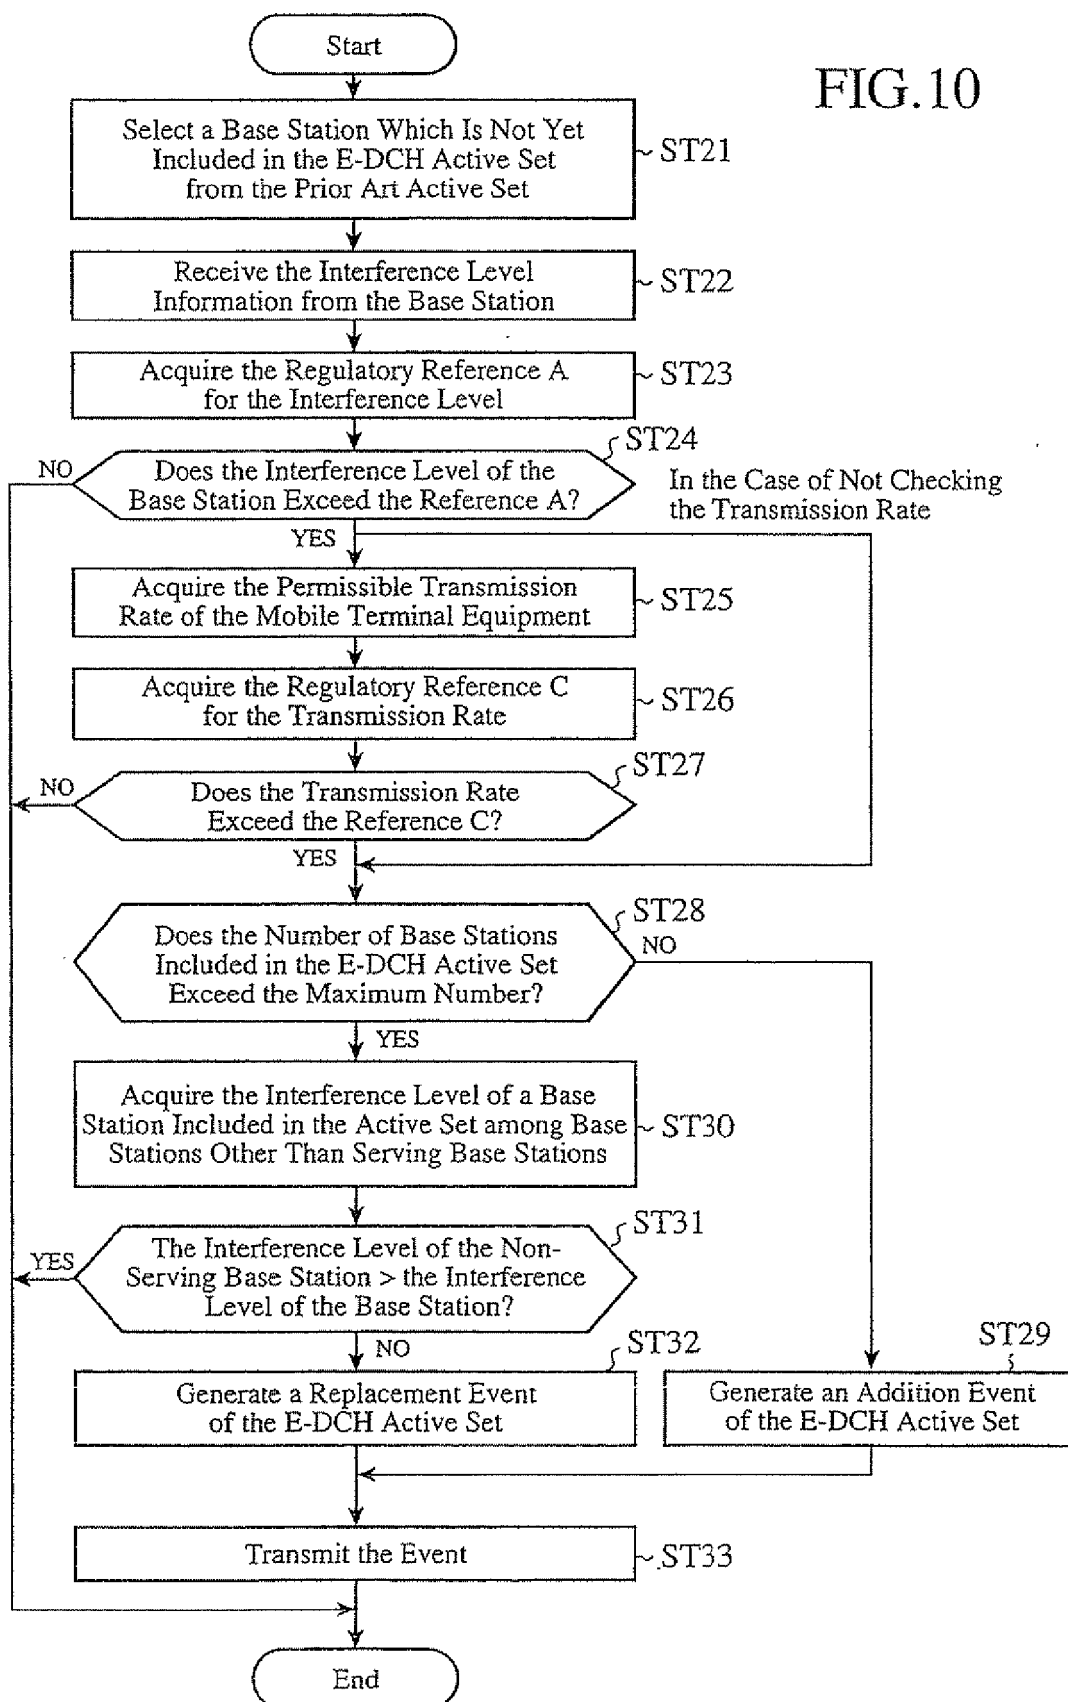 Start
FIG.10
Select a Base Station Which Is Not Yet
Included in the E-DCH Active Set
from the Prior Art Active Set
ST21
Receive the Interference Level
Information from the Base Station
ST22
Acquire the Regulatory Reference A
for the Interference Level
ST23
ST24
NO
Does the Interference Level of the
Base Station Exceed the Reference A?
In the Case of Not Checking
the Transmission Rate
YES
Acquire the Permissible Transmission
Rate of the Mobile Terminal Equipment
ST25
Acquire the Regulatory Reference C
for the Transmission Rate
ST26
ST27
NO
Does the Transmission Rate
Exceed the Reference C?
YES
ST28
Does the Number of Base Stations
Included in the E-DCH Active Set
Exceed the Maximum Number?
NO
YES
Acquire the Interference Level of a Base
Station Included in the Active Set among Base
Stations Other Than Serving Base Stations
ST30
ST31
YES
The Interference Level of the Non-
Serving Base Station > the Interference
Level of the Base Station?
NO
ST32
ST29
Generate a Replacement Event
of the E-DCH Active Set
Generate an Addition Event
of the E-DCH Active Set
Transmit the Event
ST33
End